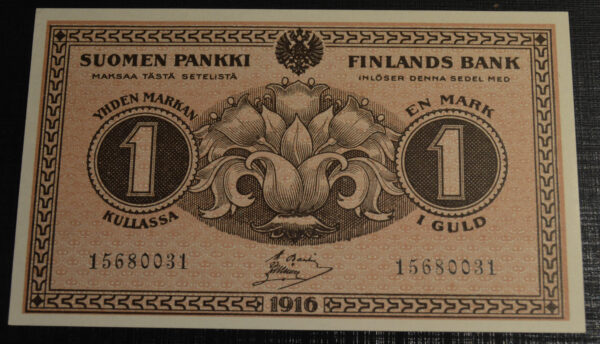 SUOMEN PANKKI
MAKSAA TÄSTÄ SETELISTÄ
FINLANDS BANK
INLÖSER DENNA SEDEL MED
YHDEN MARKAN
1
KULLASSA
EN MARK
1
I GULD
15680031
15680031
1916